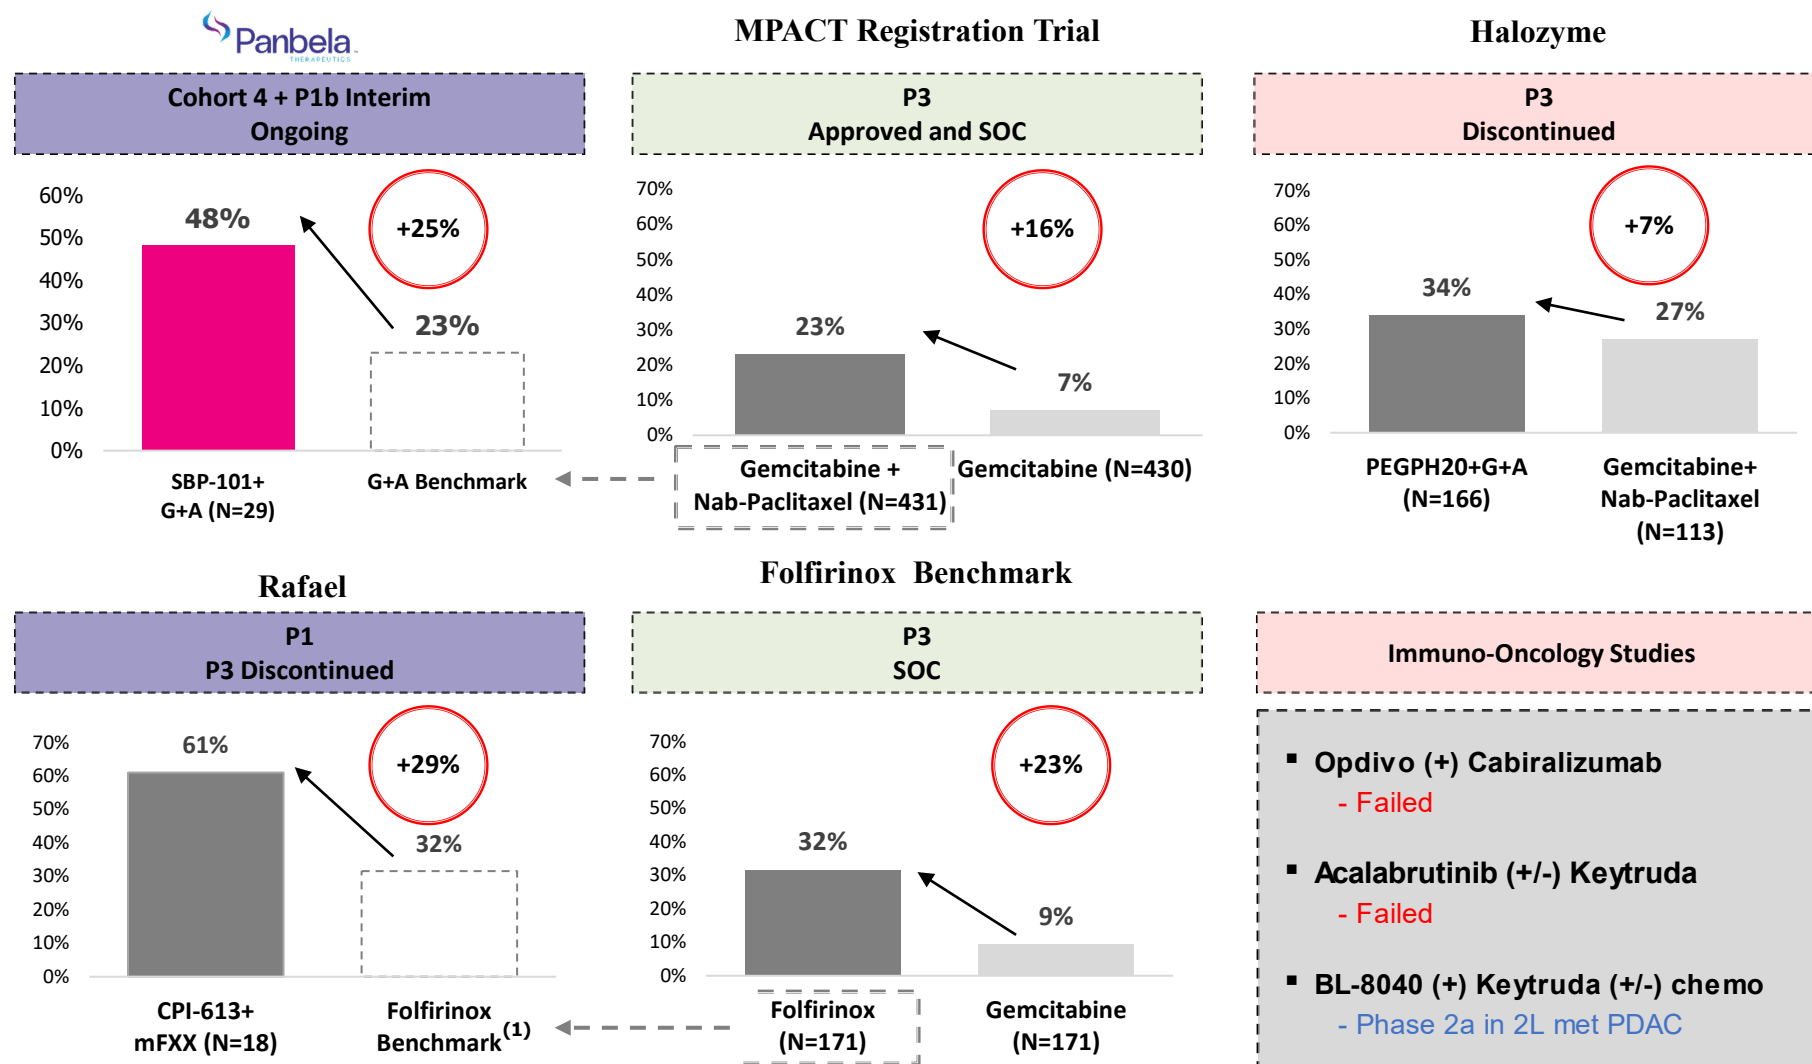 Panbela
THERAPEUTICS
Cohort 4 + P1b Interim
Ongoing
60%
50%
40%
30%
20%
10%
0%
48%
23%
+25%
SBP-101+
G+A (N=29)
G+A Benchmark
MPACT Registration Trial
P3
Approved and SOC
70%
60%
50%
40%
30%
20%
10%
0%
23%
7%
+16%
Gemcitabine +
Nab-Paclitaxel (N=431)
Gemcitabine (N=430)
Halozyme
P3
Discontinued
70%
60%
50%
40%
30%
20%
10%
0%
34%
27%
+7%
PEGPH20+G+A
(N=166)
Gemcitabine+
Nab-Paclitaxel
(N=113)
Rafael
P1
P3 Discontinued
70%
60%
50%
40%
30%
20%
10%
0%
61%
32%
+29%
CPI-613+
mFXX (N=18)
Folfirinox
Benchmark(1)
Folfirinox Benchmark
P3
SOC
70%
60%
50%
40%
30%
20%
10%
0%
32%
9%
+23%
Folfirinox
(N=171)
Gemcitabine
(N=171)
Immuno-Oncology Studies
▪ Opdivo (+) Cabiralizumab
- Failed
▪ Acalabrutinib (+/-) Keytruda
- Failed
▪ BL-8040 (+) Keytruda (+/-) chemo
- Phase 2a in 2L met PDAC